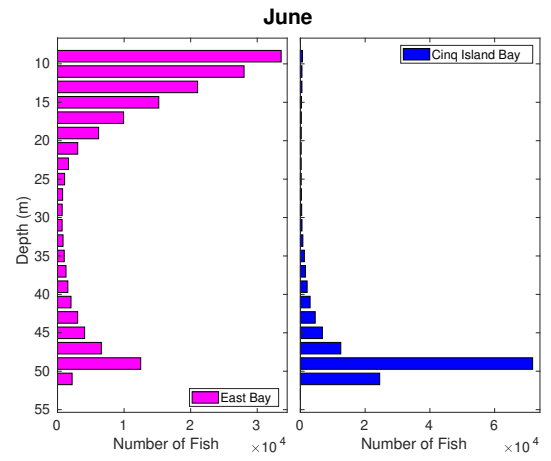 June
Depth (m)
10
15
20
25
30
35
40
45
50
55
0 1 2 3
Number of Fish
×10⁴
East Bay
Cinq Island Bay
0 2 4 6
Number of Fish
×10⁴